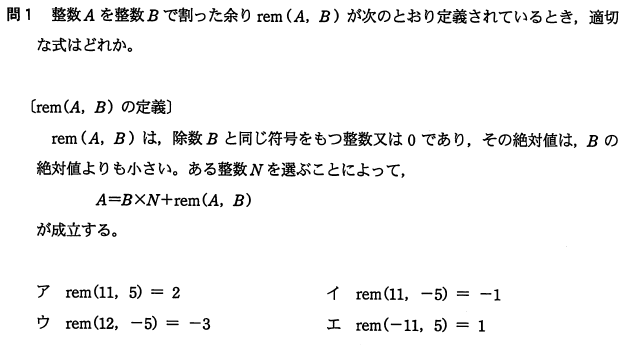 問1 整数Aを整数Bで割った余り rem(A, B) が次のとおり定義されているとき，適切
な式はどれか。
〔rem(A, B) の定義〕
rem(A, B) は，除数Bと同じ符号をもつ整数又は 0 であり，その絶対値は，Bの
絶対値よりも小さい。ある整数Nを選ぶことによって，
A=B×N+rem(A, B)
が成立する。
ア rem(11, 5) = 2 イ rem(11, −5) = −1
ウ rem(12, −5) = −3 エ rem(−11, 5) = 1